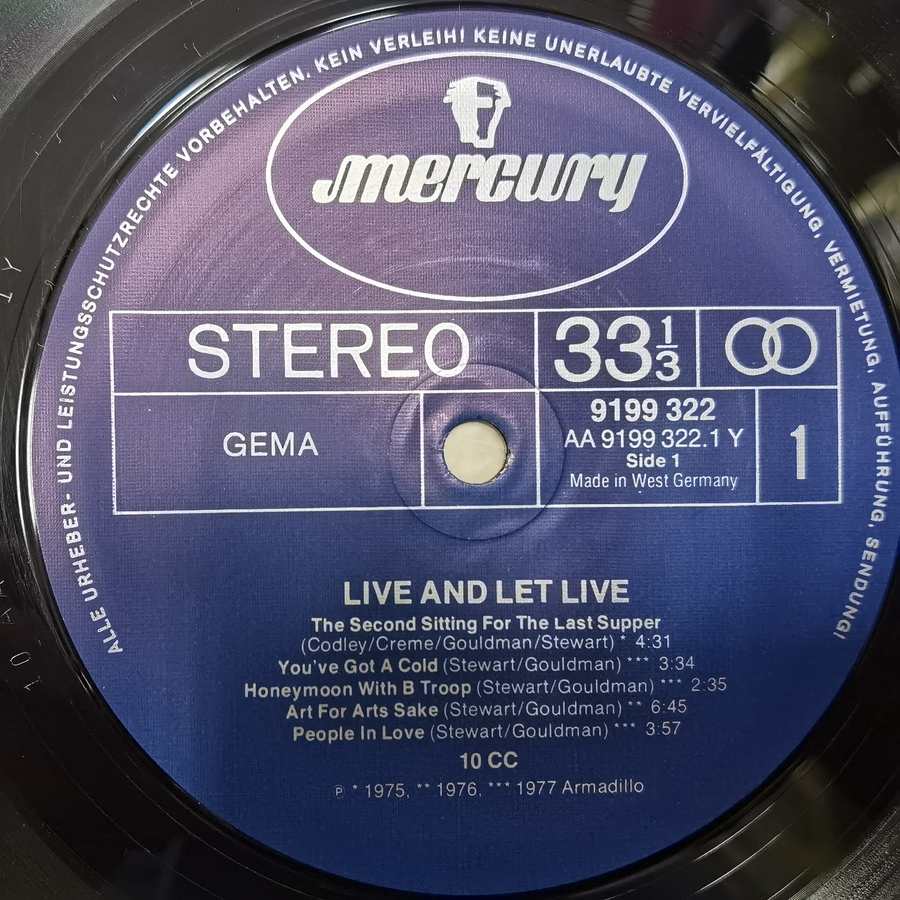 ALLE URHEBER- UND LEISTUNGSSCHUTZRECHTE VORBEHALTEN. KEIN VERLEIH! KEINE UNERLAUBTE VERVIELFÄLTIGUNG, VERMIETUNG, AUFFÜHRUNG, SENDUNG!
mercury
STEREO
33 1/3
GEMA
9199 322
AA 9199 322.1 Y
Side 1
Made in West Germany
1
LIVE AND LET LIVE
The Second Sitting For The Last Supper
(Codley/Creme/Gouldman/Stewart) * 4:31
You've Got A Cold (Stewart/Gouldman) *** 3:34
Honeymoon With B Troop (Stewart/Gouldman) *** 2:35
Art For Arts Sake (Stewart/Gouldman) ** 6:45
People In Love (Stewart/Gouldman) *** 3:57
10 CC
℗ * 1975, ** 1976, *** 1977 Armadillo